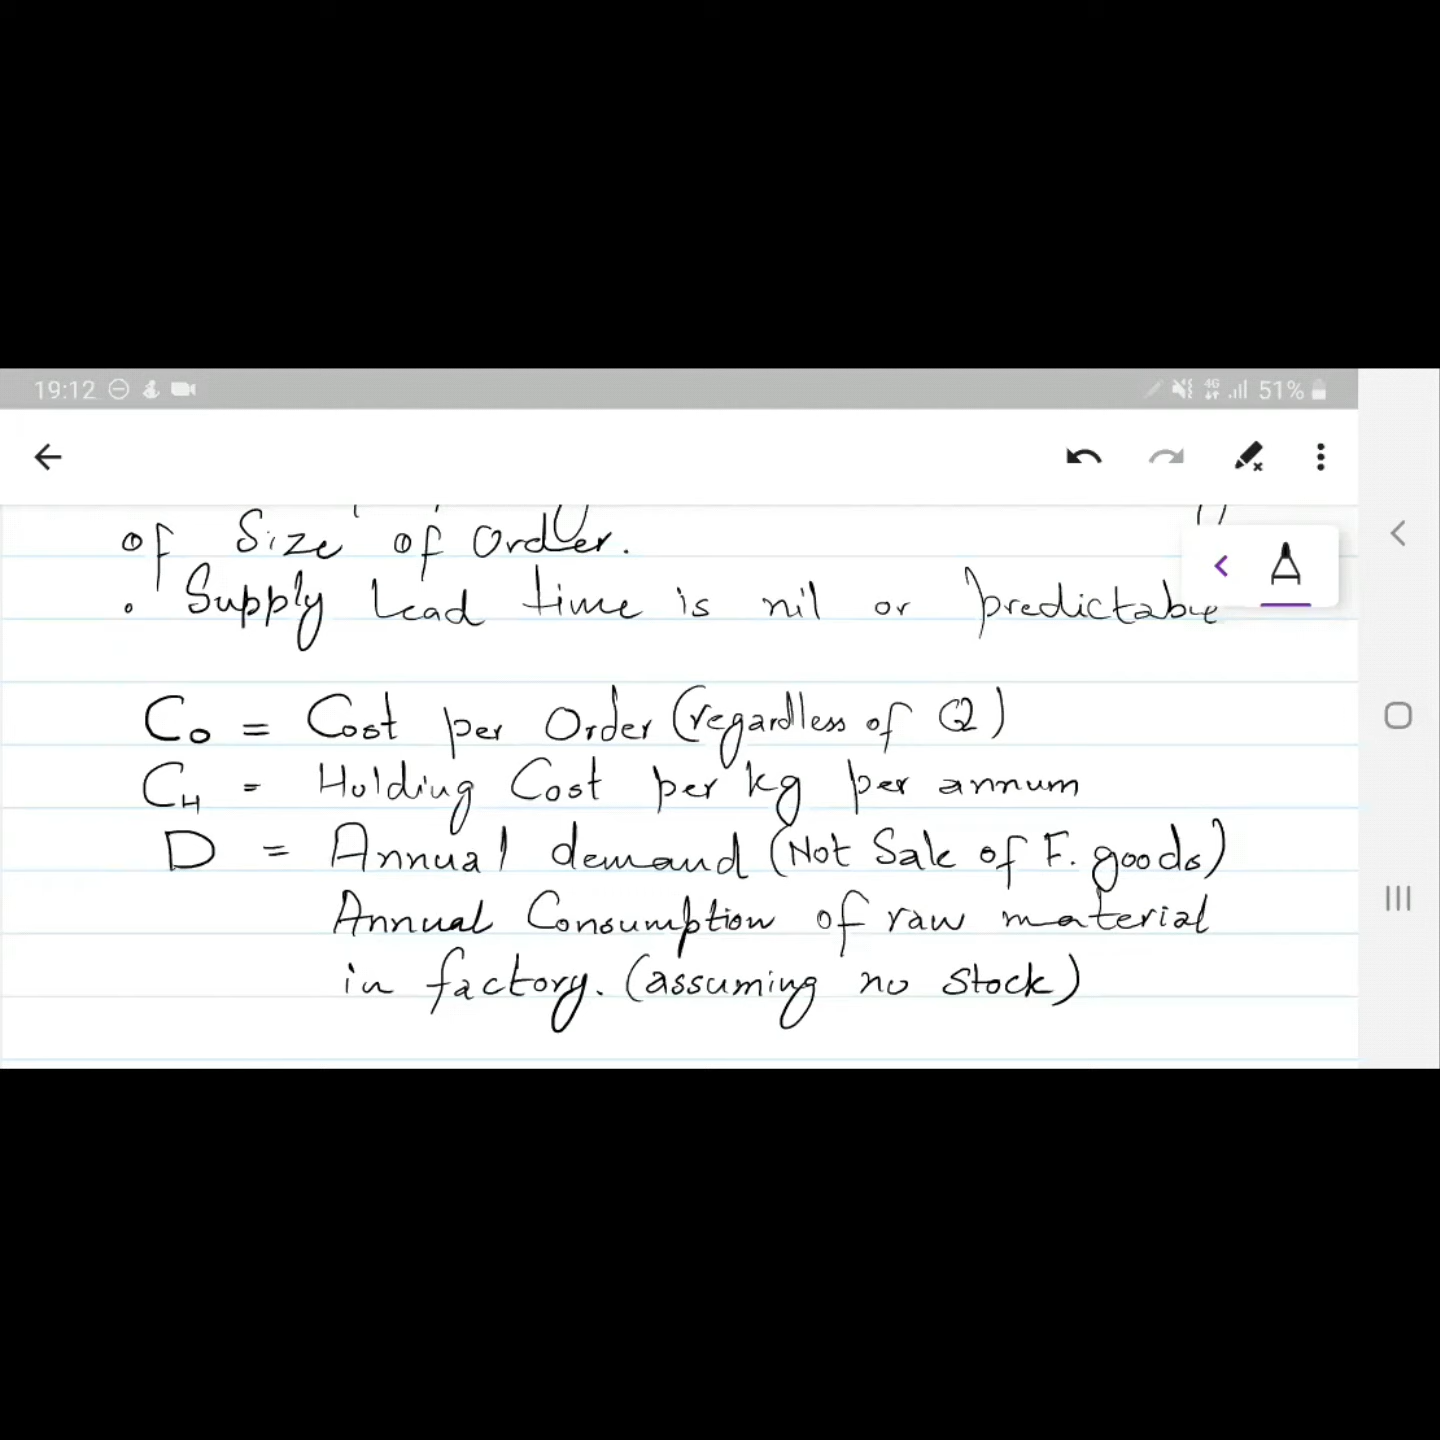 19:12 4G 51%
of Size of Order.
• Supply Lead time is nil or predictable
Co = Cost per Order (regardless of Q)
CH = Holding Cost per kg per annum
D = Annual demand (Not Sale of F. goods)
Annual Consumption of raw material
in factory. (assuming no stock)